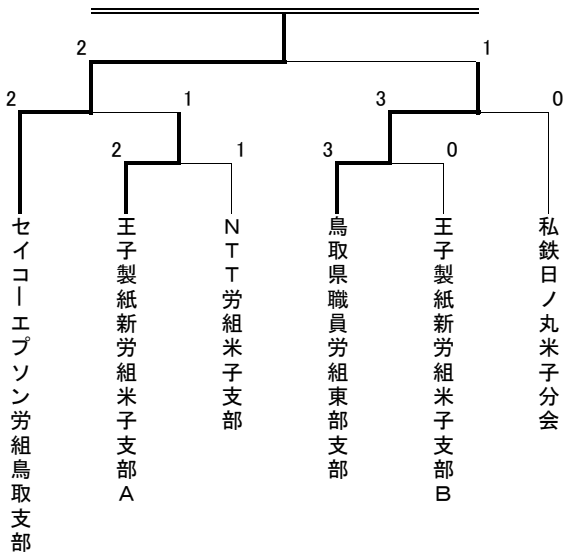 2
1
2
1
3
0
2
1
3
0
セイコーエプソン労組鳥取支部
王子製紙新労組米子支部A
NTT労組米子支部
鳥取県職員労組東部支部
王子製紙新労組米子支部B
私鉄日ノ丸米子分会